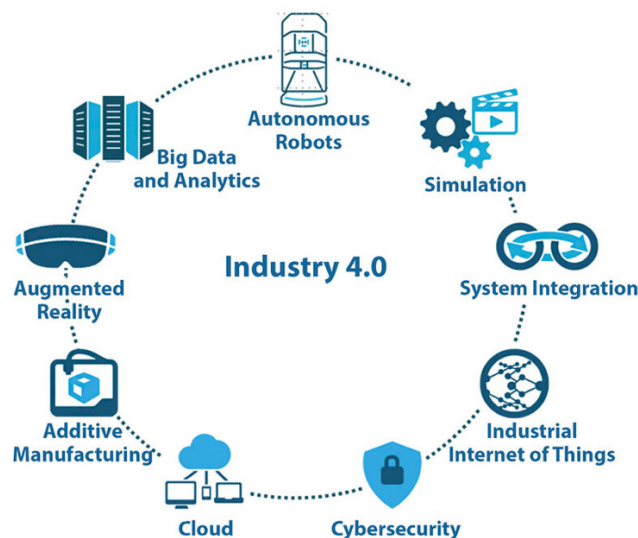 Autonomous
Robots
Simulation
System Integration
Industrial
Internet of Things
Cybersecurity
Cloud
Additive
Manufacturing
Augmented
Reality
Big Data
and Analytics
Industry 4.0